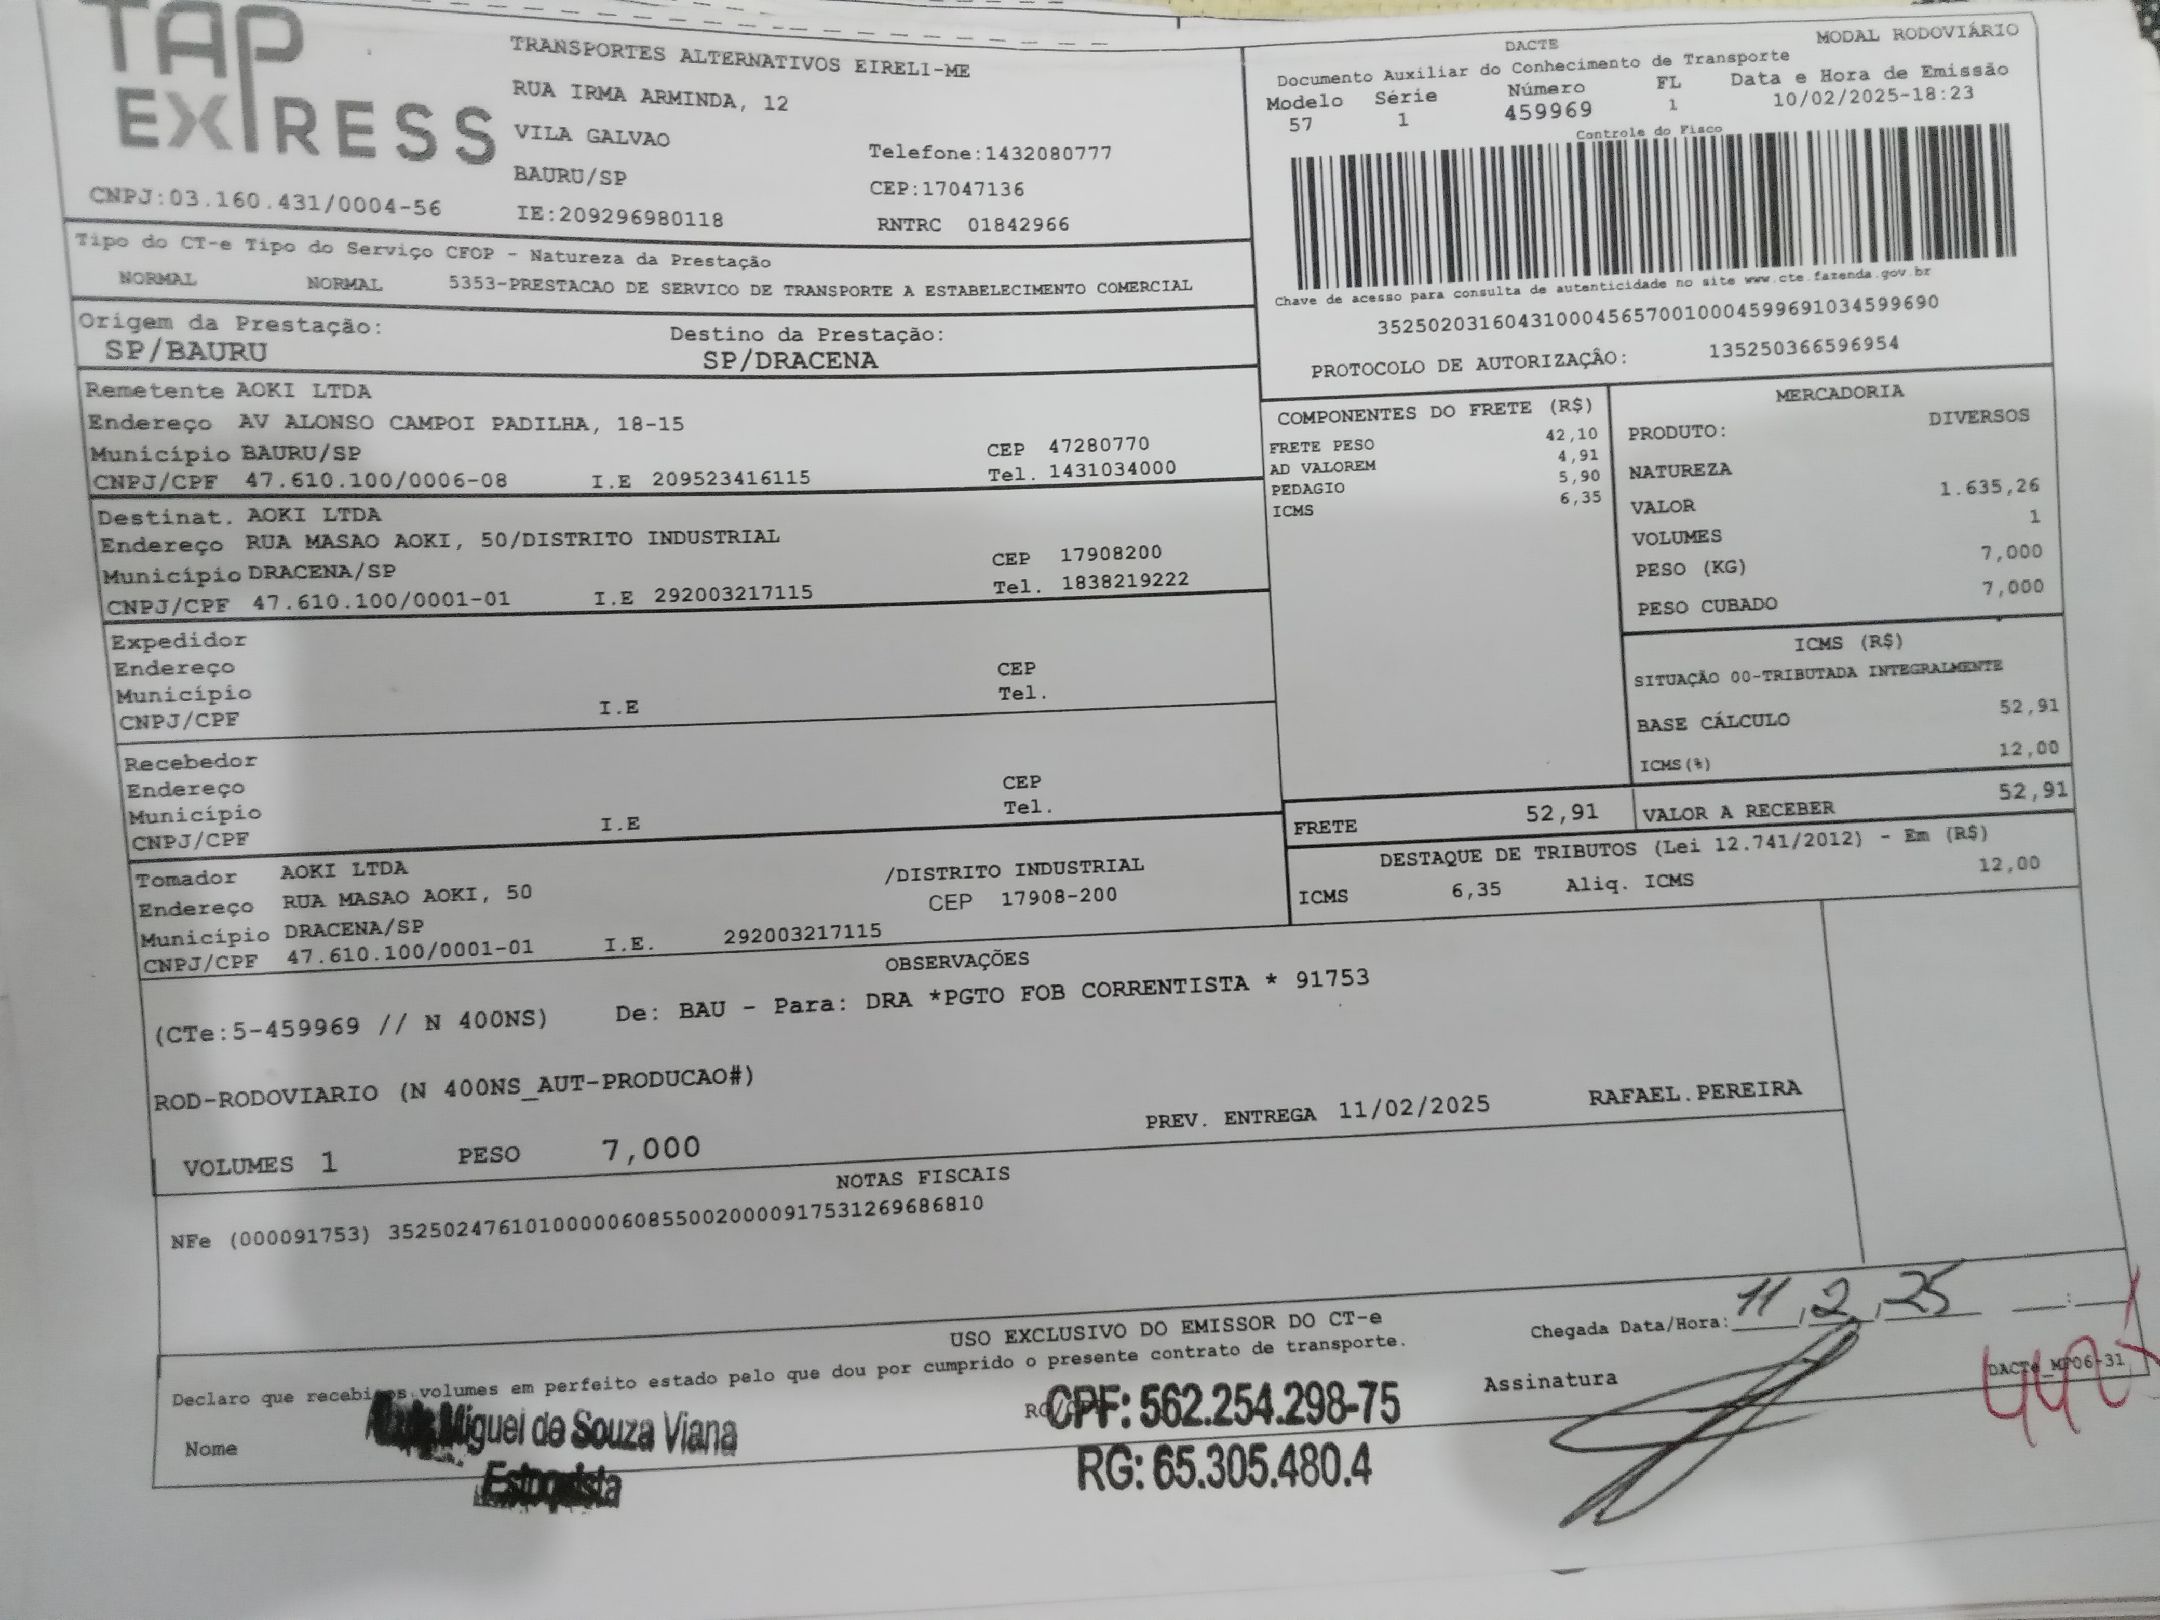 TAP
EXPRESS
CNPJ:03.160.431/0004-56
TRANSPORTES ALTERNATIVOS EIRELI-ME
RUA IRMA ARMINDA, 12
VILA GALVAO
BAURU/SP
IE:209296980118
Telefone:1432080777
CEP:17047136
RNTRC 01842966
DACTE
MODAL RODOVIÁRIO
Documento Auxiliar do Conhecimento de Transporte
Modelo Série Número FL Data e Hora de Emissão
57 1 459969 1 10/02/2025-18:23
Controle do Fisco
Chave de acesso para consulta de autenticidade no site www.cte.fazenda.gov.br
35250203160431000456570010004599691034599690
PROTOCOLO DE AUTORIZAÇÂO: 135250366596954
Tipo do CT-e Tipo do Serviço CFOP - Natureza da Prestação
NORMAL NORMAL 5353-PRESTACAO DE SERVICO DE TRANSPORTE A ESTABELECIMENTO COMERCIAL
Origem da Prestação: Destino da Prestação:
SP/BAURU SP/DRACENA
Remetente AOKI LTDA
Endereço AV ALONSO CAMPOI PADILHA, 18-15
Município BAURU/SP CEP 47280770
CNPJ/CPF 47.610.100/0006-08 I.E 209523416115 Tel. 1431034000
Destinat. AOKI LTDA
Endereço RUA MASAO AOKI, 50/DISTRITO INDUSTRIAL
Município DRACENA/SP CEP 17908200
CNPJ/CPF 47.610.100/0001-01 I.E 292003217115 Tel. 1838219222
Expedidor
Endereço CEP
Município Tel.
CNPJ/CPF I.E
Recebedor
Endereço CEP
Município Tel.
CNPJ/CPF I.E
Tomador AOKI LTDA /DISTRITO INDUSTRIAL
Endereço RUA MASAO AOKI, 50 CEP 17908-200
Município DRACENA/SP
CNPJ/CPF 47.610.100/0001-01 I.E. 292003217115
COMPONENTES DO FRETE (R$)
FRETE PESO 42,10
AD VALOREM 4,91
PEDAGIO 5,90
ICMS 6,35
MERCADORIA
PRODUTO: DIVERSOS
NATUREZA
VALOR 1.635,26
VOLUMES 1
PESO (KG) 7,000
PESO CUBADO 7,000
ICMS (R$)
SITUAÇÃO 00-TRIBUTADA INTEGRALMENTE
BASE CÁLCULO 52,91
ICMS(%) 12,00
FRETE 52,91 VALOR A RECEBER 52,91
DESTAQUE DE TRIBUTOS (Lei 12.741/2012) - Em (R$)
ICMS 6,35 Aliq. ICMS 12,00
OBSERVAÇÕES
(CTe:5-459969 // N 400NS) De: BAU - Para: DRA *PGTO FOB CORRENTISTA * 91753
ROD-RODOVIARIO (N 400NS_AUT-PRODUCAO#)
PREV. ENTREGA 11/02/2025 RAFAEL.PEREIRA
VOLUMES 1 PESO 7,000
NOTAS FISCAIS
NFe (000091753) 35250247610100000608550020000917531269686810
USO EXCLUSIVO DO EMISSOR DO CT-e
Chegada Data/Hora: 11,2,25 __:__
Declaro que recebi os volumes em perfeito estado pelo que dou por cumprido o presente contrato de transporte.
Assinatura
DACTe_MP06-31
Nome
Miguel de Souza Viana
Estoquista
CPF: 562.254.298-75
RG: 65.305.480.4